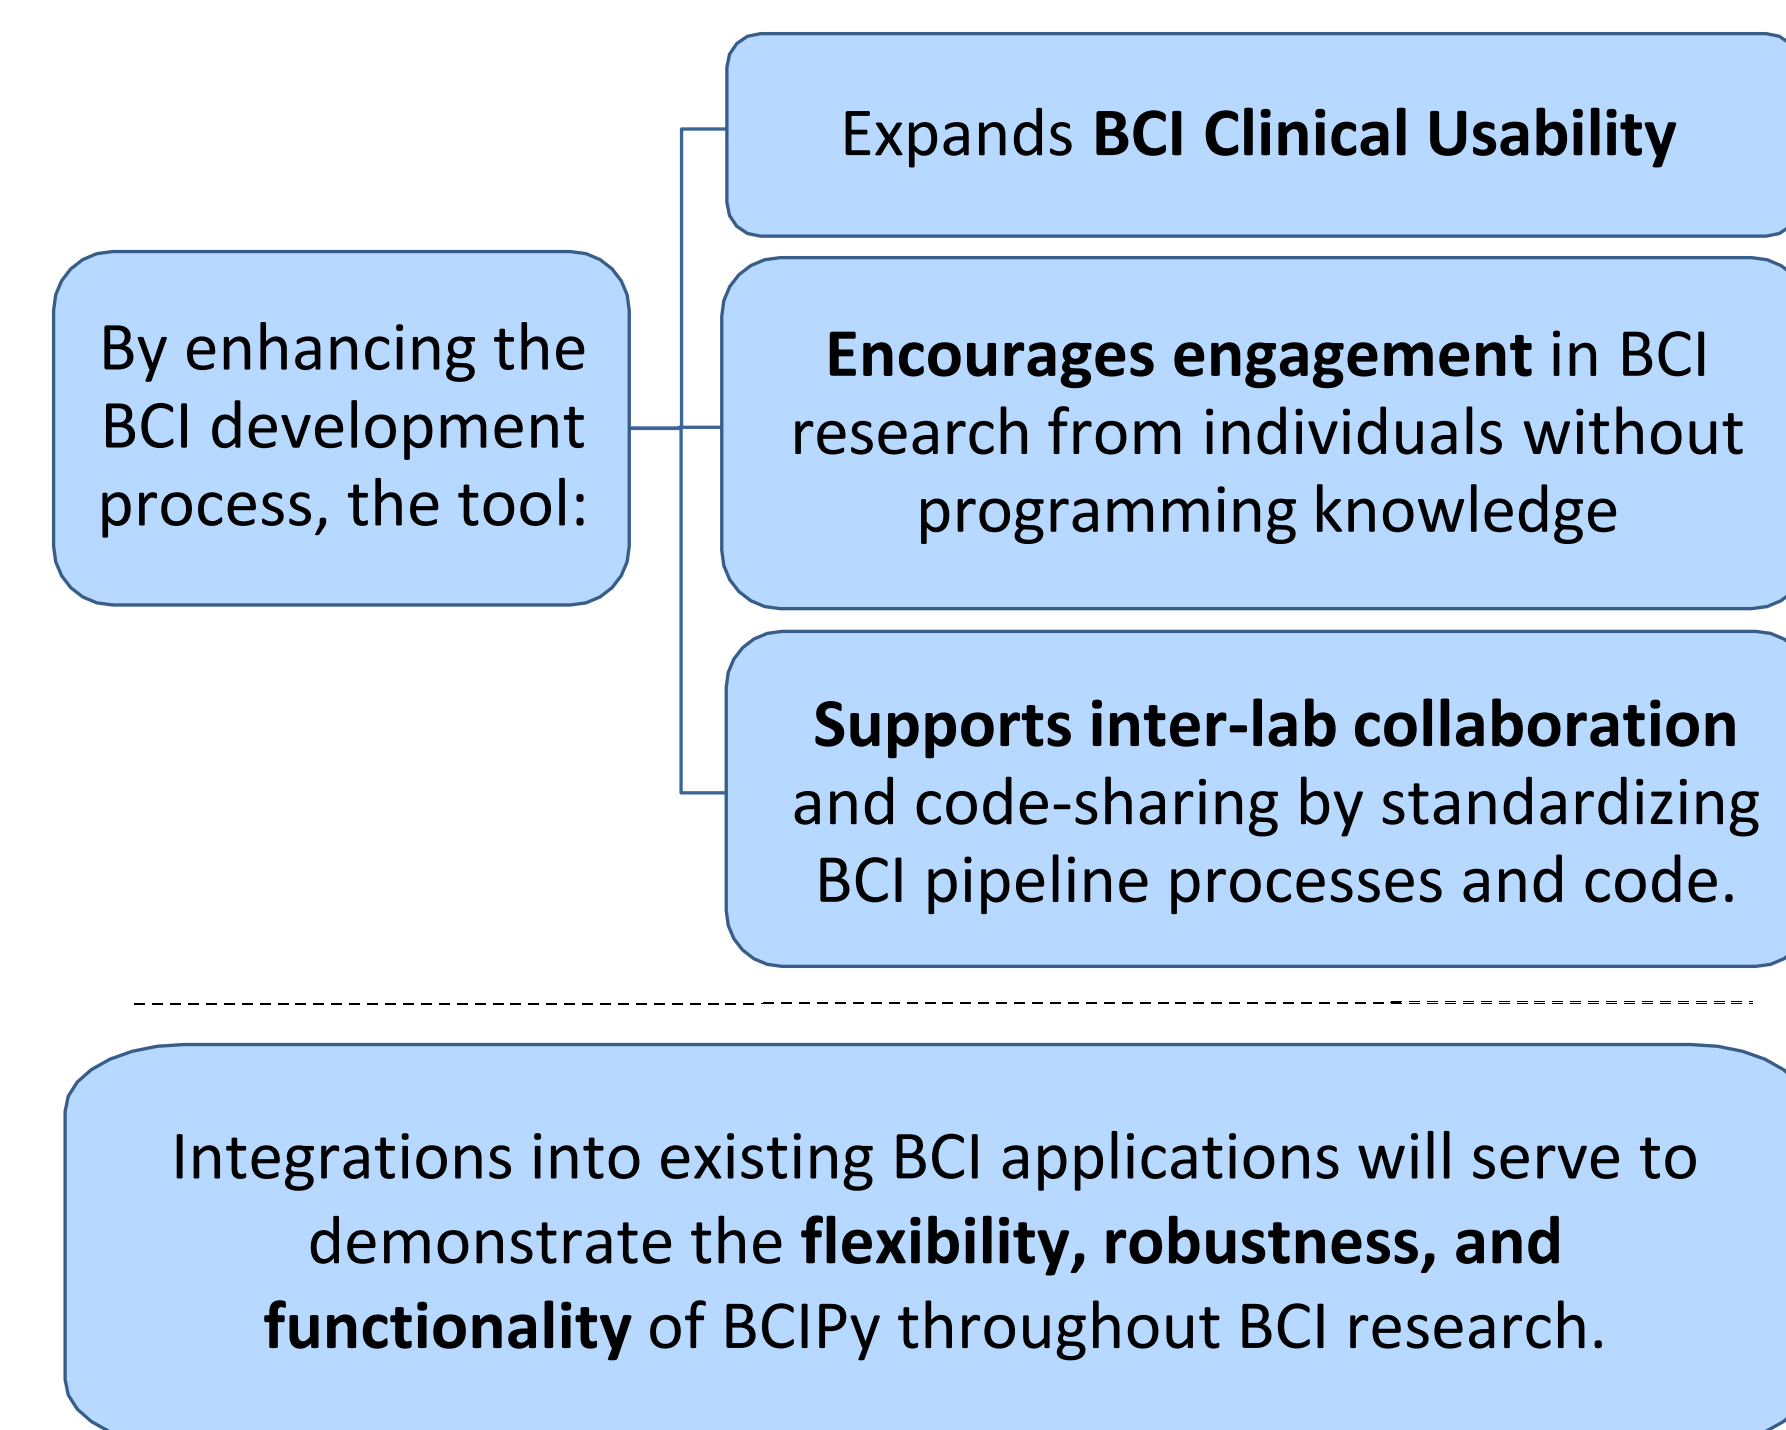 By enhancing the
BCI development
process, the tool:
Expands BCI Clinical Usability
Encourages engagement in BCI
research from individuals without
programming knowledge
Supports inter-lab collaboration
and code-sharing by standardizing
BCI pipeline processes and code.
Integrations into existing BCI applications will serve to
demonstrate the flexibility, robustness, and
functionality of BCIPy throughout BCI research.